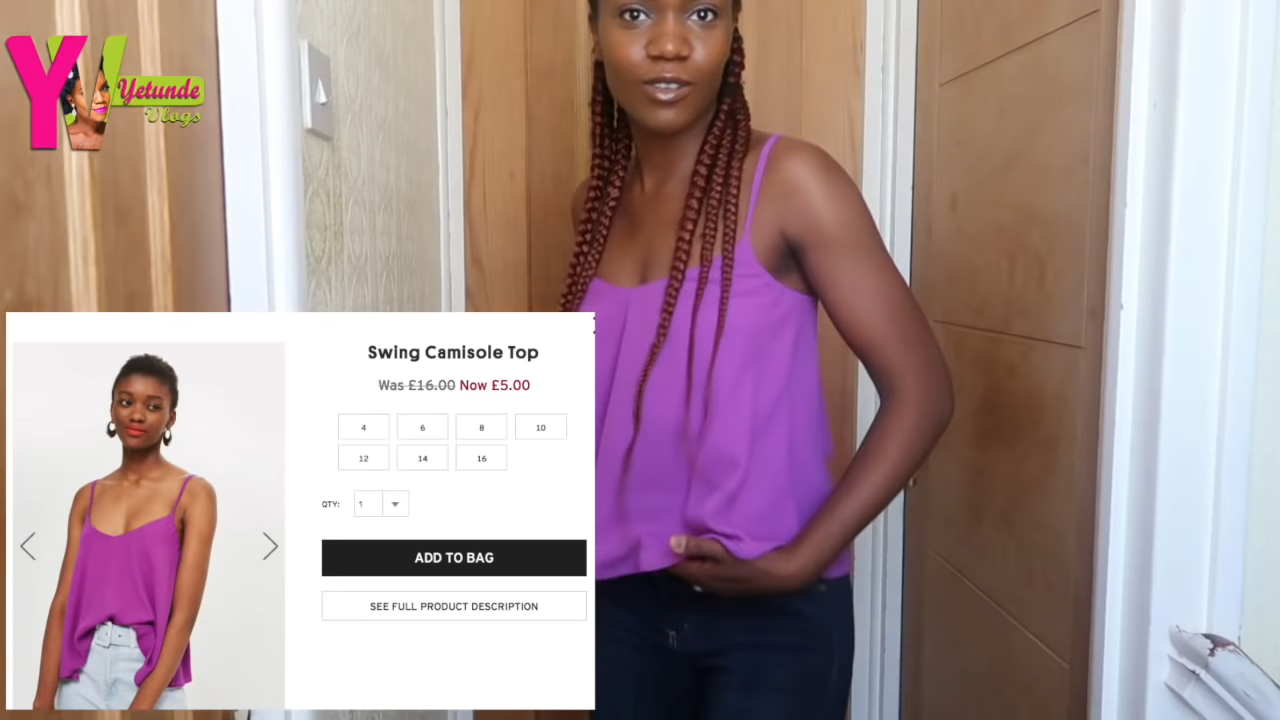 YV
Yetunde
Vlogs
Swing Camisole Top
Was £16.00 Now £5.00
4 6 8 10
12 14 16
QTY: 1
ADD TO BAG
SEE FULL PRODUCT DESCRIPTION